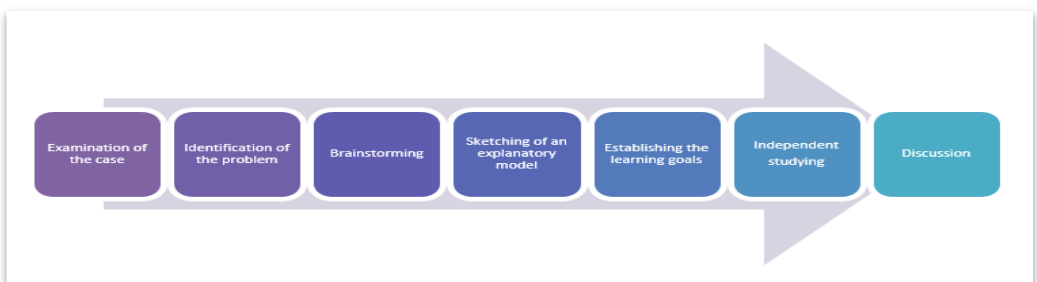 Examination of
the case
Identification of
the problem
Brainstorming
Sketching of an
explanatory
model
Establishing the
learning goals
Independent
studying
Discussion